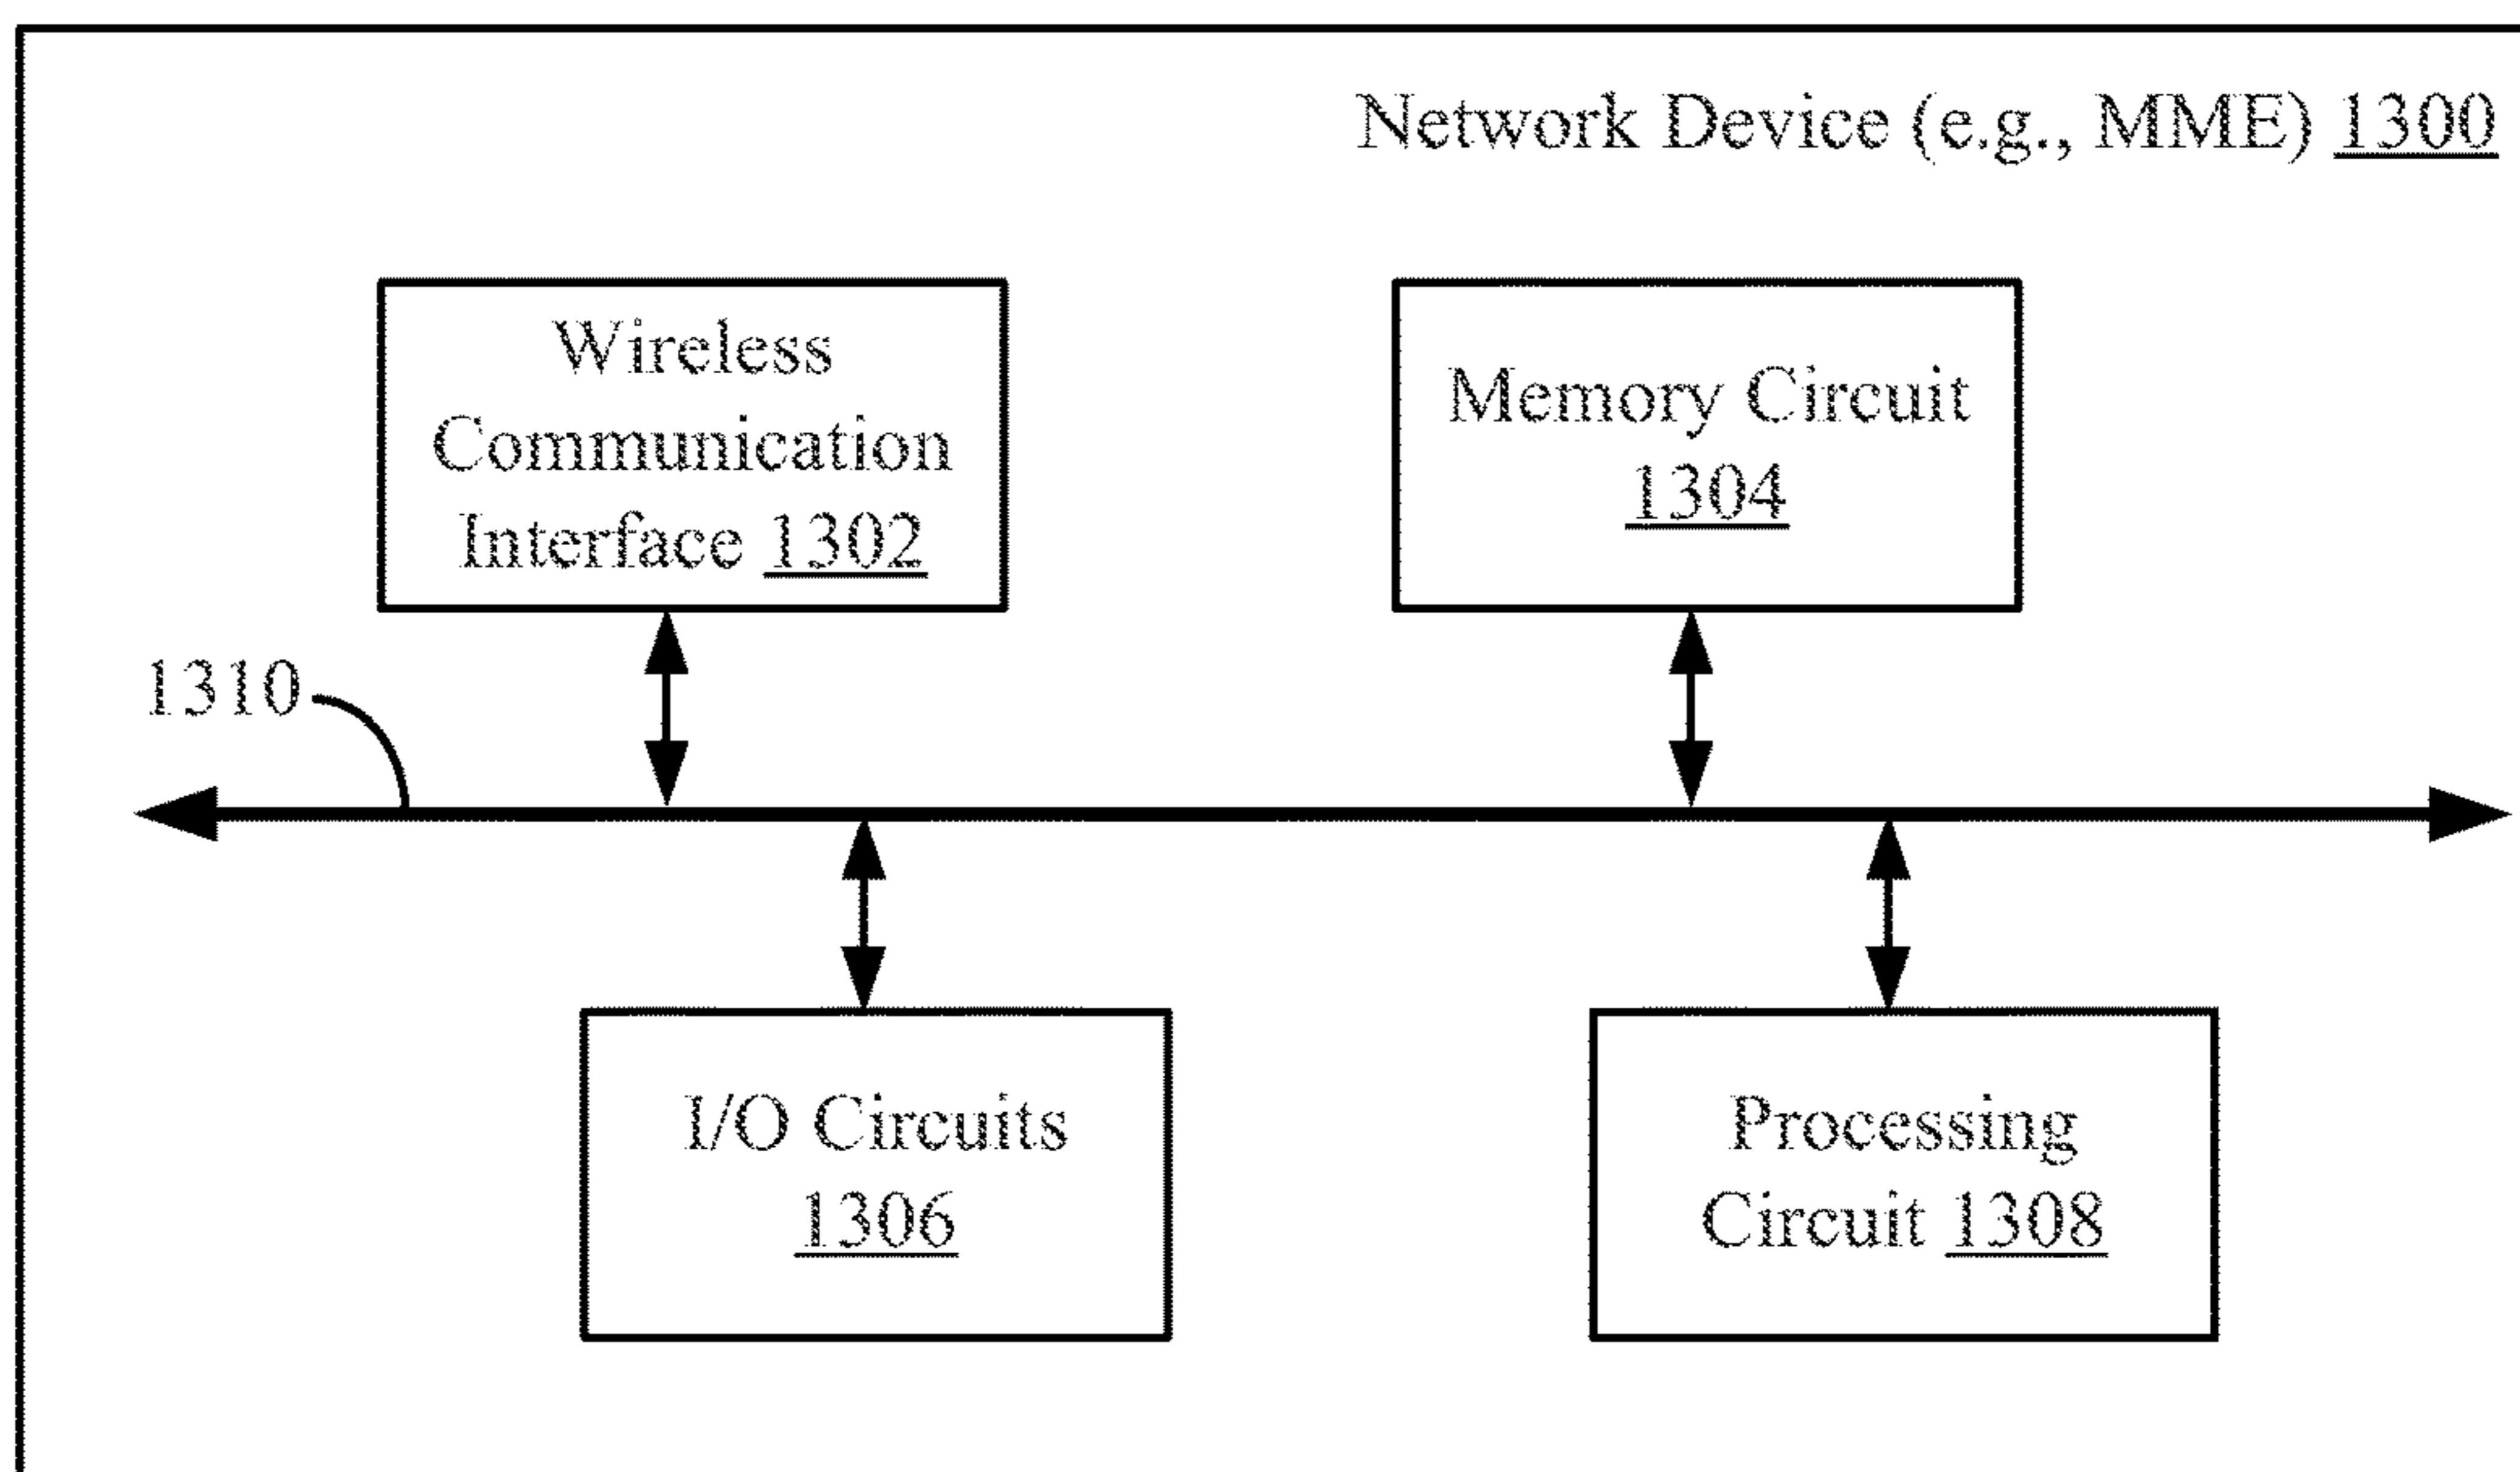 Network Device (e.g., MME) 1300
Wireless
Communication
Interface 1302
Memory Circuit
1304
1310
I/O Circuits
1306
Processing
Circuit 1308